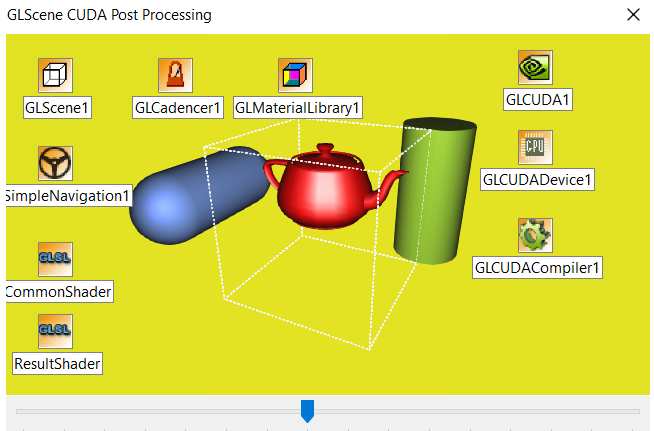 GLScene CUDA Post Processing
GLScene1
GLCadencer1
GLMaterialLibrary1
GLCUDA1
CPU
GLCUDADevice1
SimpleNavigation1
GLCUDACompiler1
GLSL
CommonShader
GLSL
ResultShader